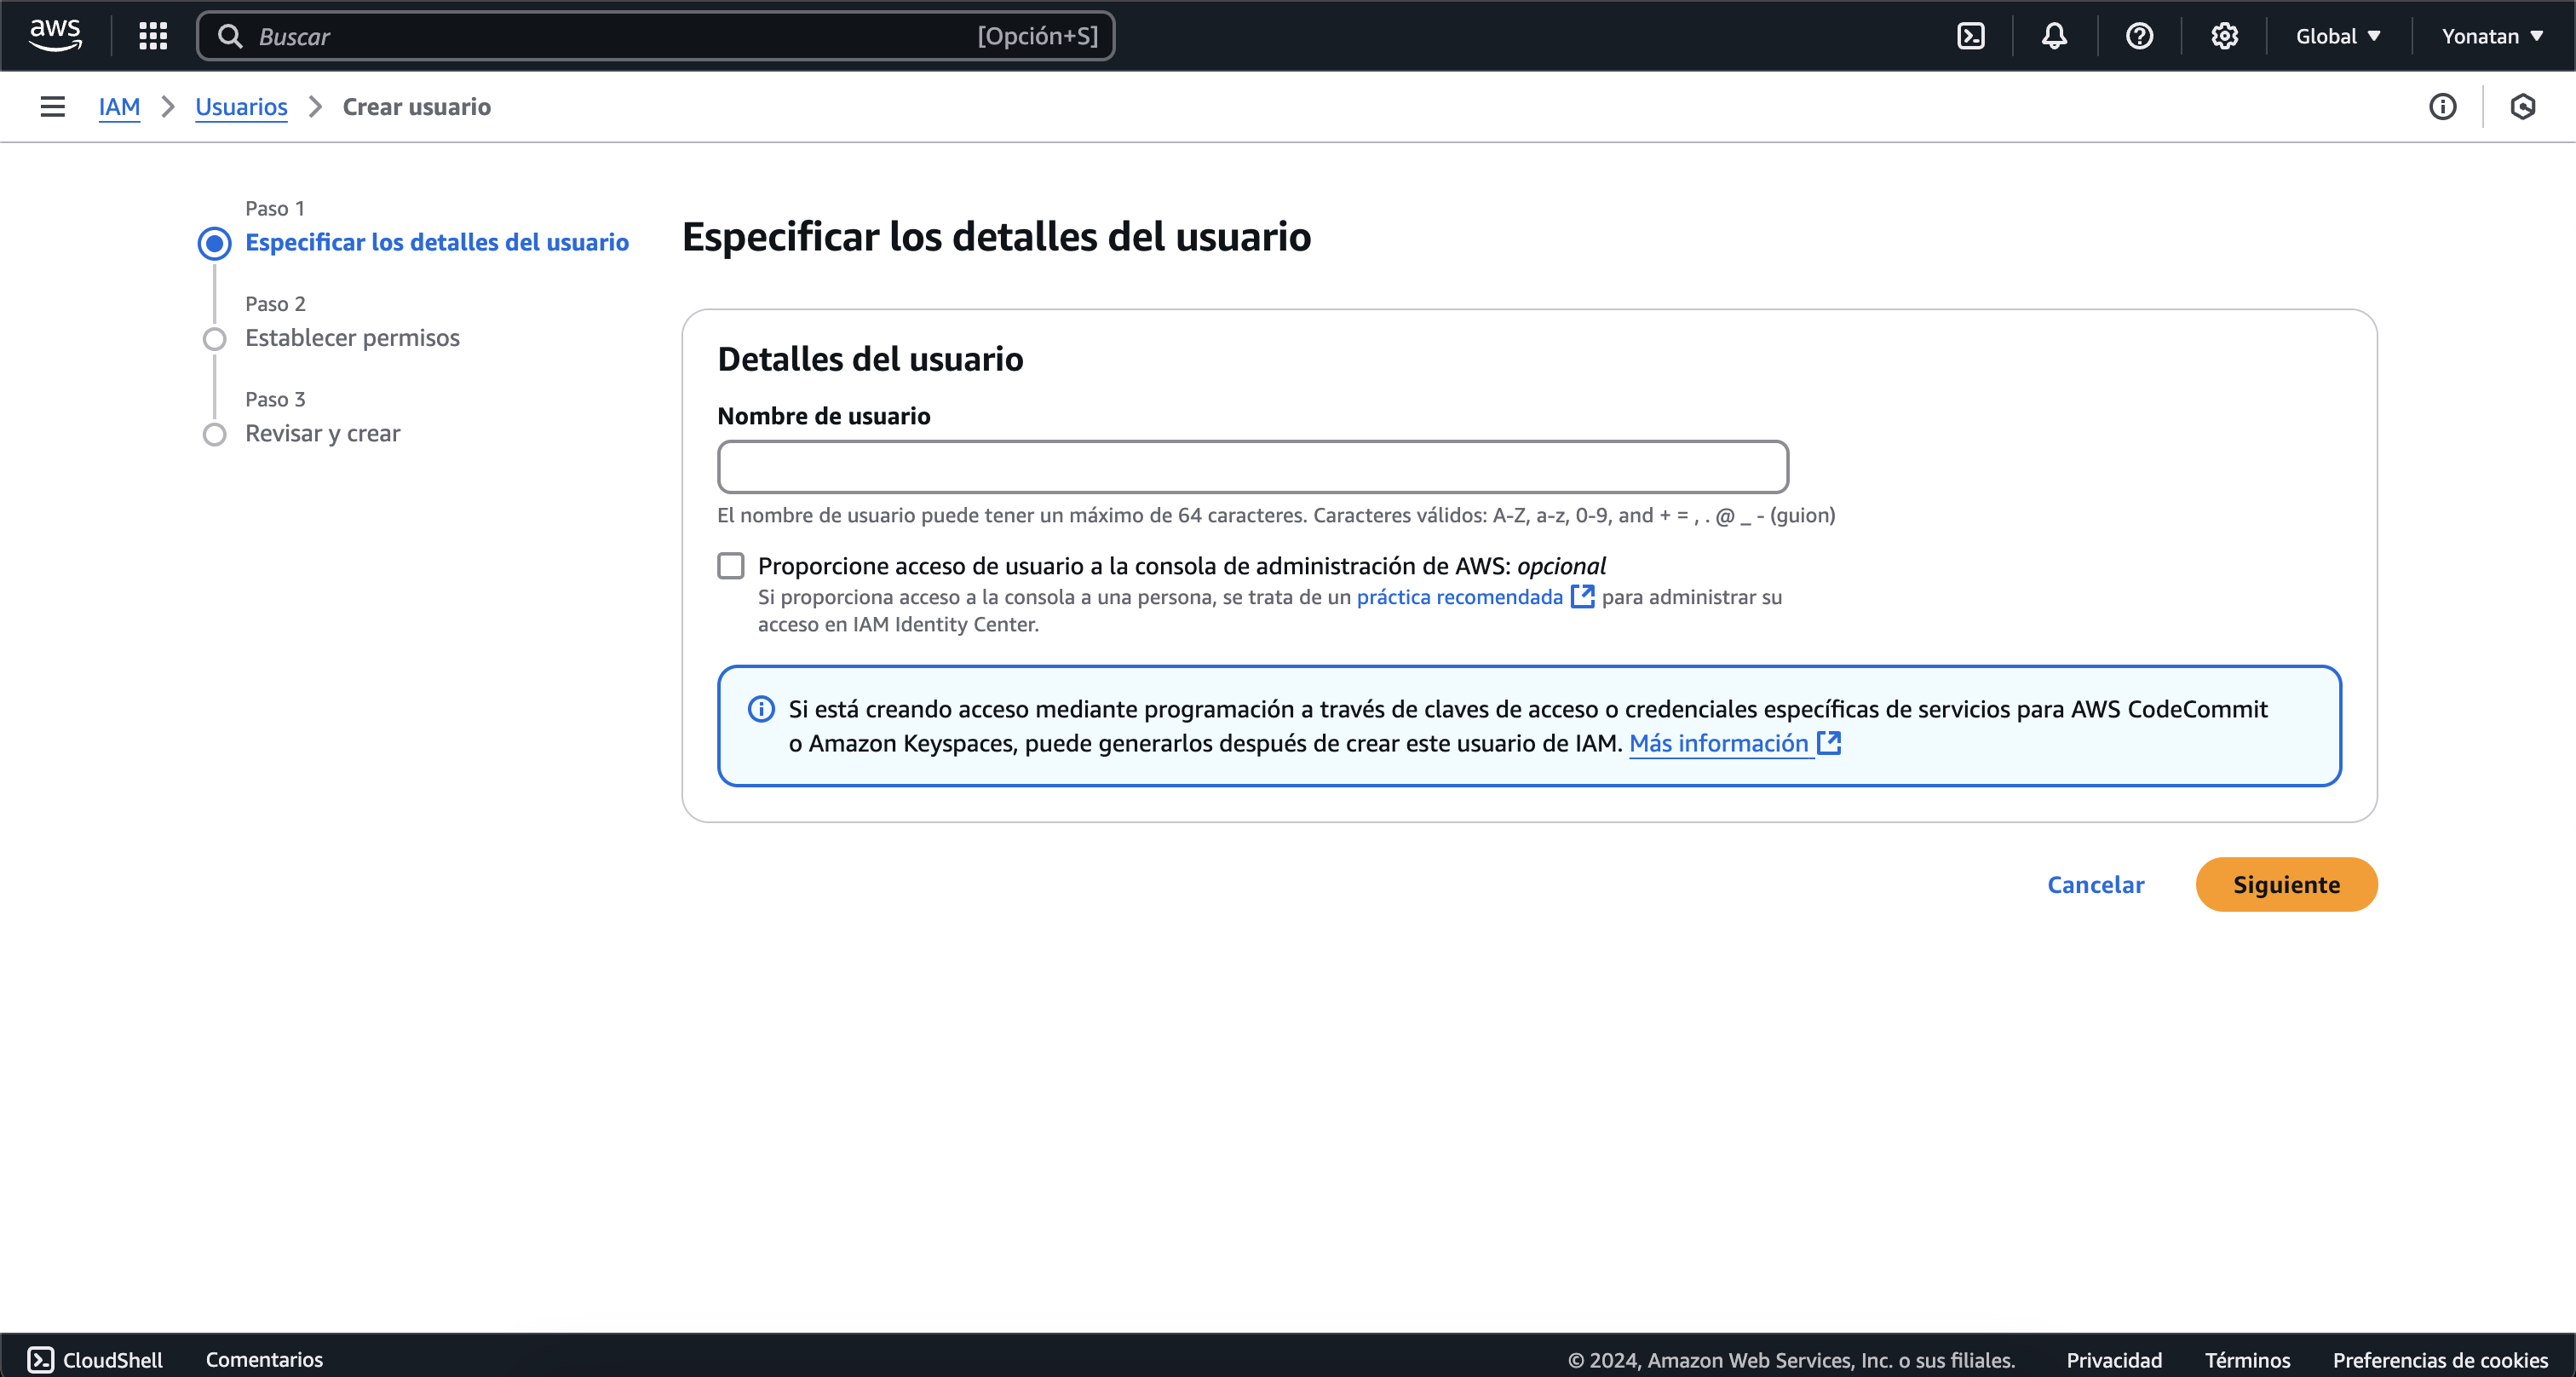 aws
Buscar
[Opción+S]
Global
Yonatan
IAM
Usuarios
Crear usuario
Paso 1
Especificar los detalles del usuario
Paso 2
Establecer permisos
Paso 3
Revisar y crear
Especificar los detalles del usuario
Detalles del usuario
Nombre de usuario
El nombre de usuario puede tener un máximo de 64 caracteres. Caracteres válidos: A-Z, a-z, 0-9, and + = , . @ _ - (guion)
Proporcione acceso de usuario a la consola de administración de AWS: opcional
Si proporciona acceso a la consola a una persona, se trata de un práctica recomendada para administrar su
acceso en IAM Identity Center.
Si está creando acceso mediante programación a través de claves de acceso o credenciales específicas de servicios para AWS CodeCommit
o Amazon Keyspaces, puede generarlos después de crear este usuario de IAM. Más información
Cancelar
Siguiente
CloudShell
Comentarios
© 2024, Amazon Web Services, Inc. o sus filiales.
Privacidad
Términos
Preferencias de cookies